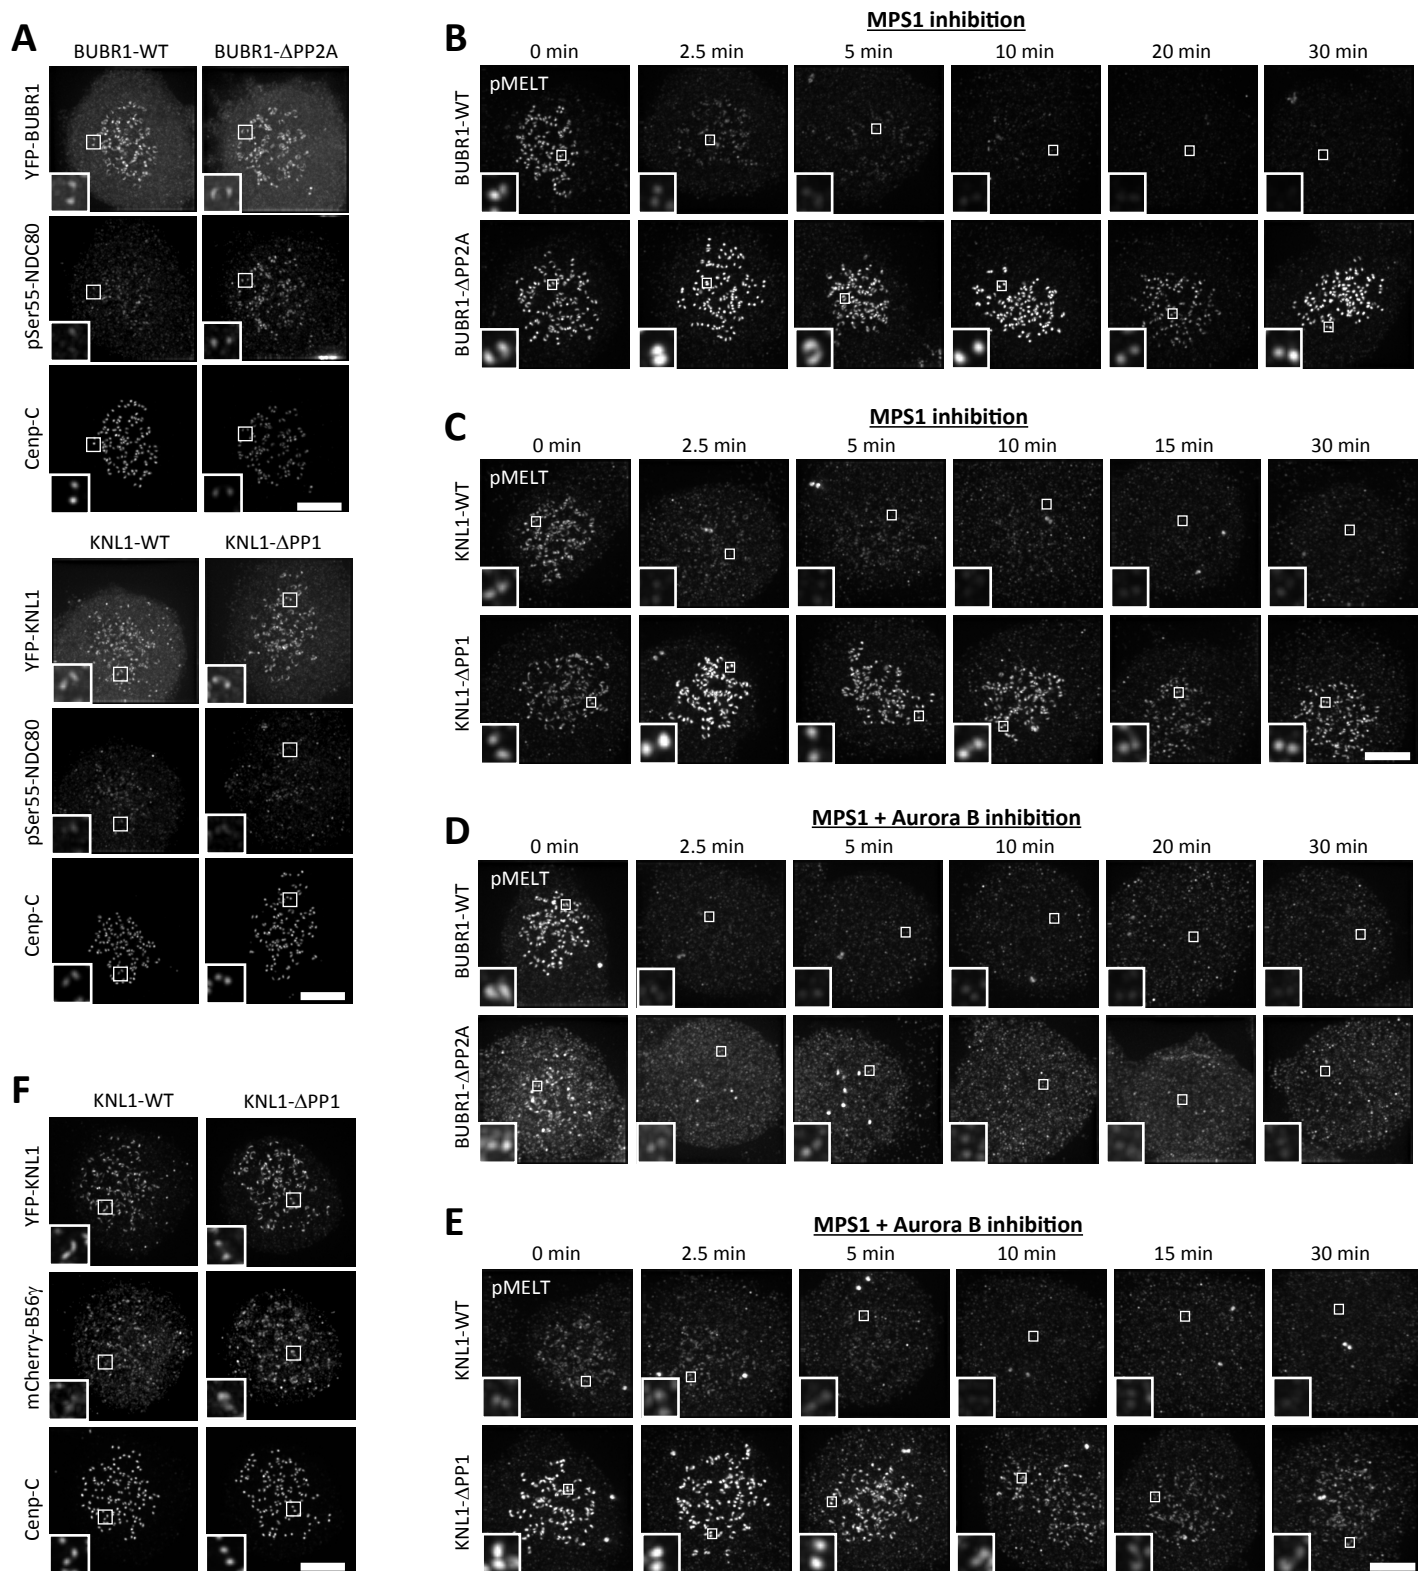 A
BUBR1-WT
BUBR1-ΔPP2A
YFP-BUBR1
pSer55-NDC80
Cenp-C
KNL1-WT
KNL1-ΔPP1
YFP-KNL1
pSer55-NDC80
Cenp-C
B
MPS1 inhibition
0 min
2.5 min
5 min
10 min
20 min
30 min
pMELT
BUBR1-WT
BUBR1-ΔPP2A
C
MPS1 inhibition
0 min
2.5 min
5 min
10 min
15 min
30 min
pMELT
KNL1-WT
KNL1-ΔPP1
D
MPS1 + Aurora B inhibition
0 min
2.5 min
5 min
10 min
20 min
30 min
pMELT
BUBR1-WT
BUBR1-ΔPP2A
E
MPS1 + Aurora B inhibition
0 min
2.5 min
5 min
10 min
15 min
30 min
pMELT
KNL1-WT
KNL1-ΔPP1
F
KNL1-WT
KNL1-ΔPP1
YFP-KNL1
mCherry-B56γ
Cenp-C